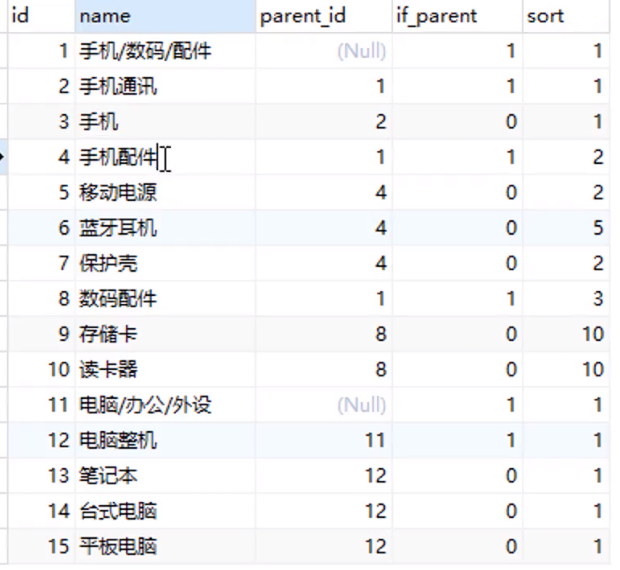 id name parent_id if_parent sort
1 手机/数码/配件 (Null) 1 1
2 手机通讯 1 1 1
3 手机 2 0 1
4 手机配件 1 1 2
5 移动电源 4 0 2
6 蓝牙耳机 4 0 5
7 保护壳 4 0 2
8 数码配件 1 1 3
9 存储卡 8 0 10
10 读卡器 8 0 10
11 电脑/办公/外设 (Null) 1 1
12 电脑整机 11 1 1
13 笔记本 12 0 1
14 台式电脑 12 0 1
15 平板电脑 12 0 1